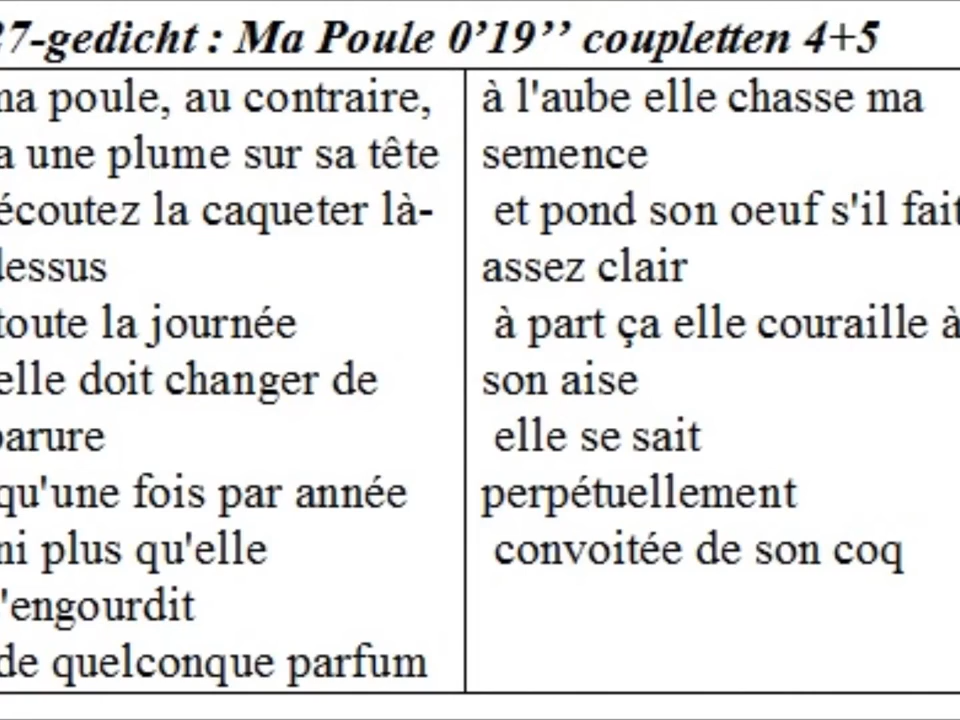 27-gedicht : Ma Poule 0’19’’ coupletten 4+5
ma poule, au contraire,
a une plume sur sa tête
écoutez la caqueter là-
dessus
toute la journée
elle doit changer de
parure
qu'une fois par année
ni plus qu'elle
'engourdit
de quelconque parfum
à l'aube elle chasse ma
semence
et pond son oeuf s'il fait
assez clair
à part ça elle couraille à
son aise
elle se sait
perpétuellement
convoitée de son coq